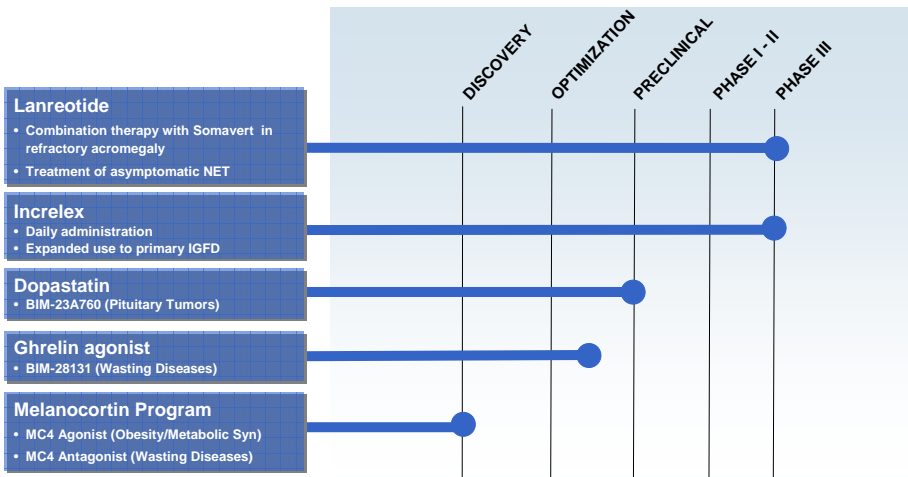 DISCOVERY
OPTIMIZATION
PRECLINICAL
PHASE I - II
PHASE III
Lanreotide
• Combination therapy with Somavert in
refractory acromegaly
• Treatment of asymptomatic NET
Increlex
• Daily administration
• Expanded use to primary IGFD
Dopastatin
• BIM-23A760 (Pituitary Tumors)
Ghrelin agonist
• BIM-28131 (Wasting Diseases)
Melanocortin Program
• MC4 Agonist (Obesity/Metabolic Syn)
• MC4 Antagonist (Wasting Diseases)